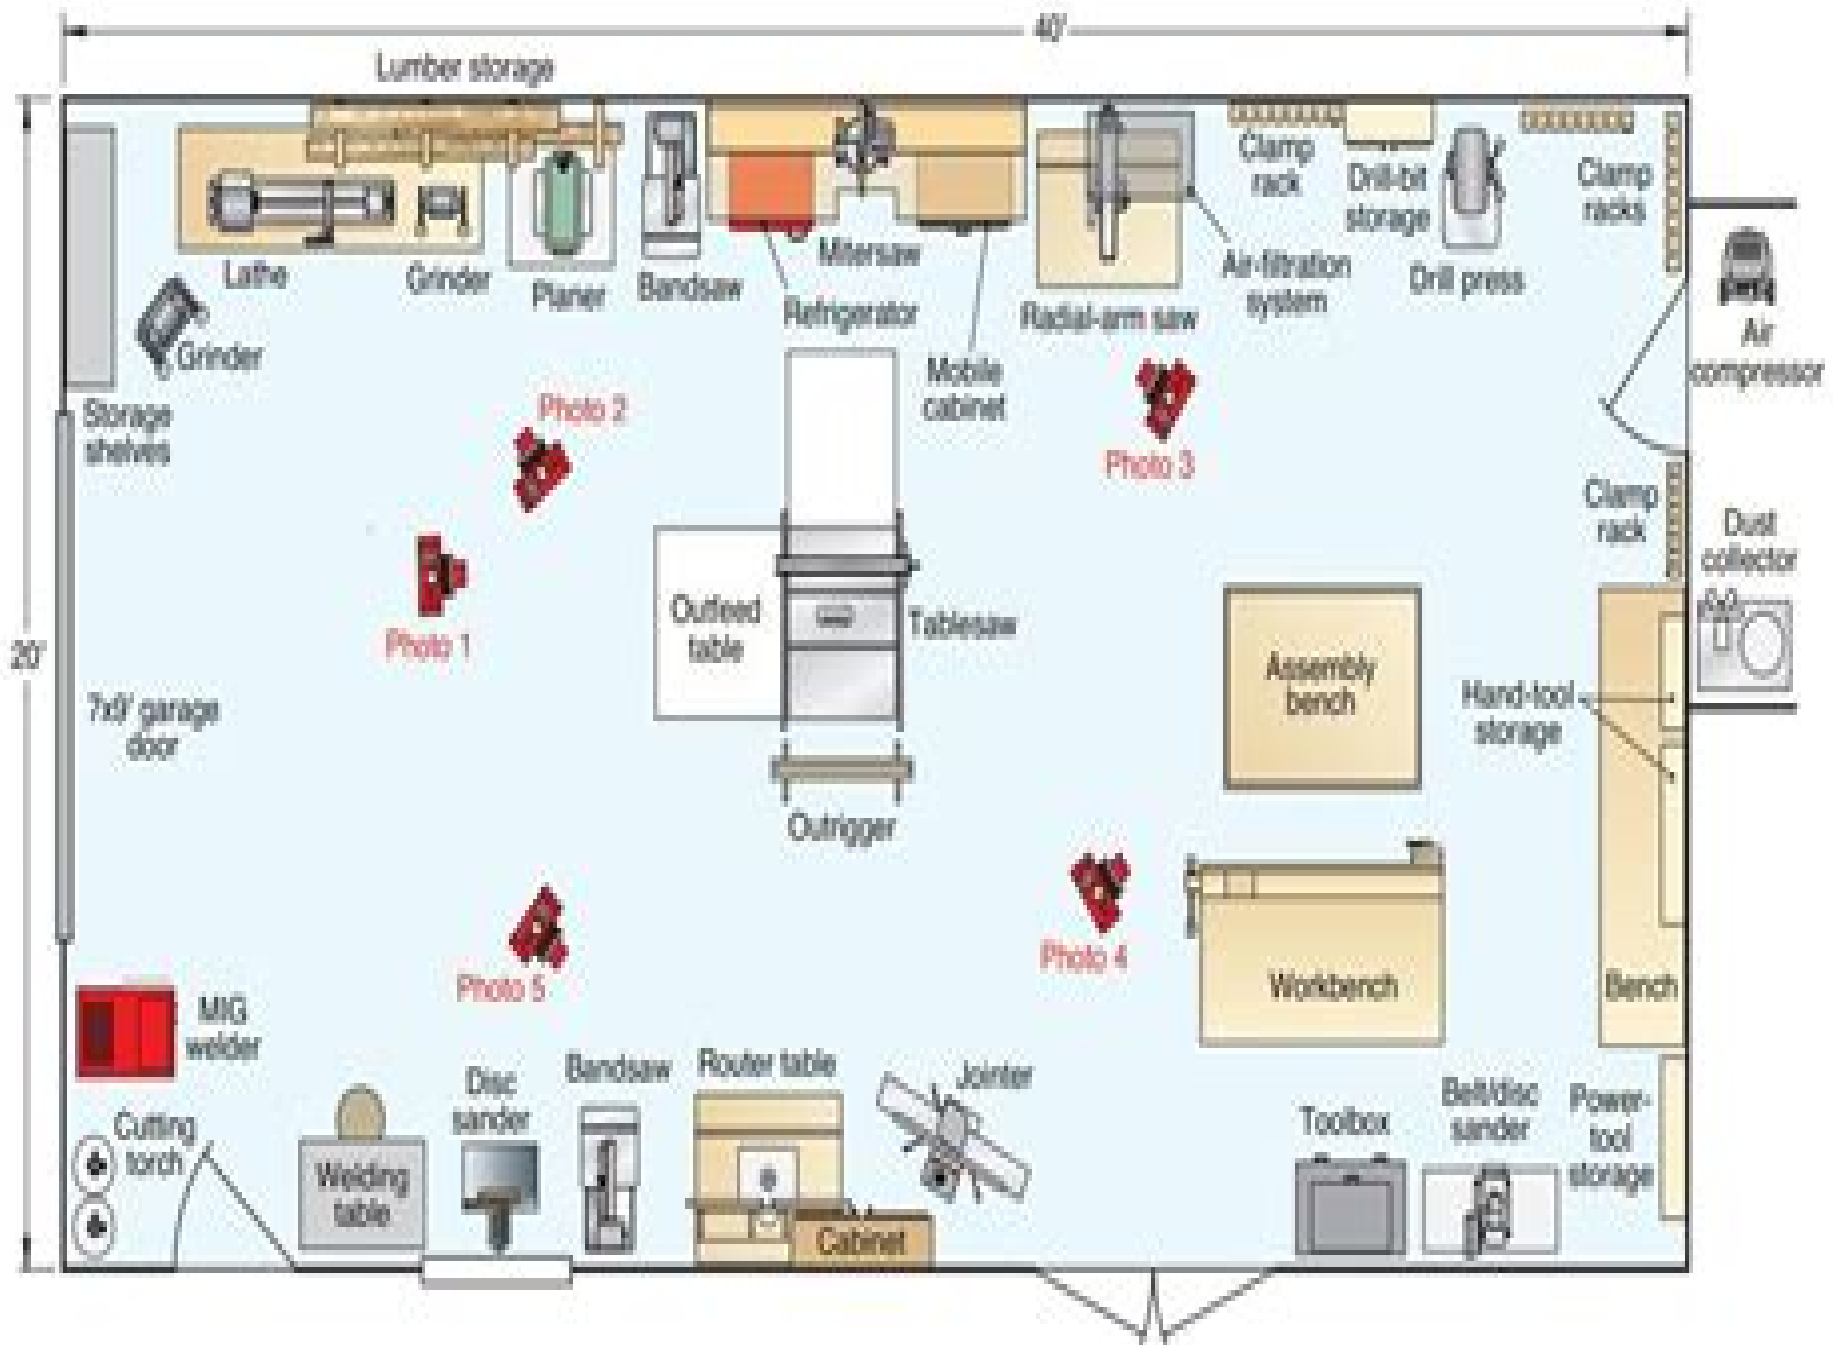 40'
Lumber storage
Clamp
rack
Drill-bit
storage
Clamp
racks
Lathe
Grinder
Planer
Bandsaw
Mitersaw
Refrigerator
Radial-arm saw
Air-filtration
system
Drill press
Air
compressor
Grinder
Mobile
cabinet
Storage
shelves
Photo 2
Photo 3
Clamp
rack
Dust
collector
Outfeed
table
Tablesaw
Photo 1
20'
Assembly
bench
Hand-tool
storage
7x9' garage
door
Outrigger
Photo 4
Photo 5
Workbench
Bench
MIG
welder
Disc
sander
Bandsaw
Router table
Jointer
Toolbox
Belt/disc
sander
Power-
tool
storage
Cutting
torch
Welding
table
Cabinet